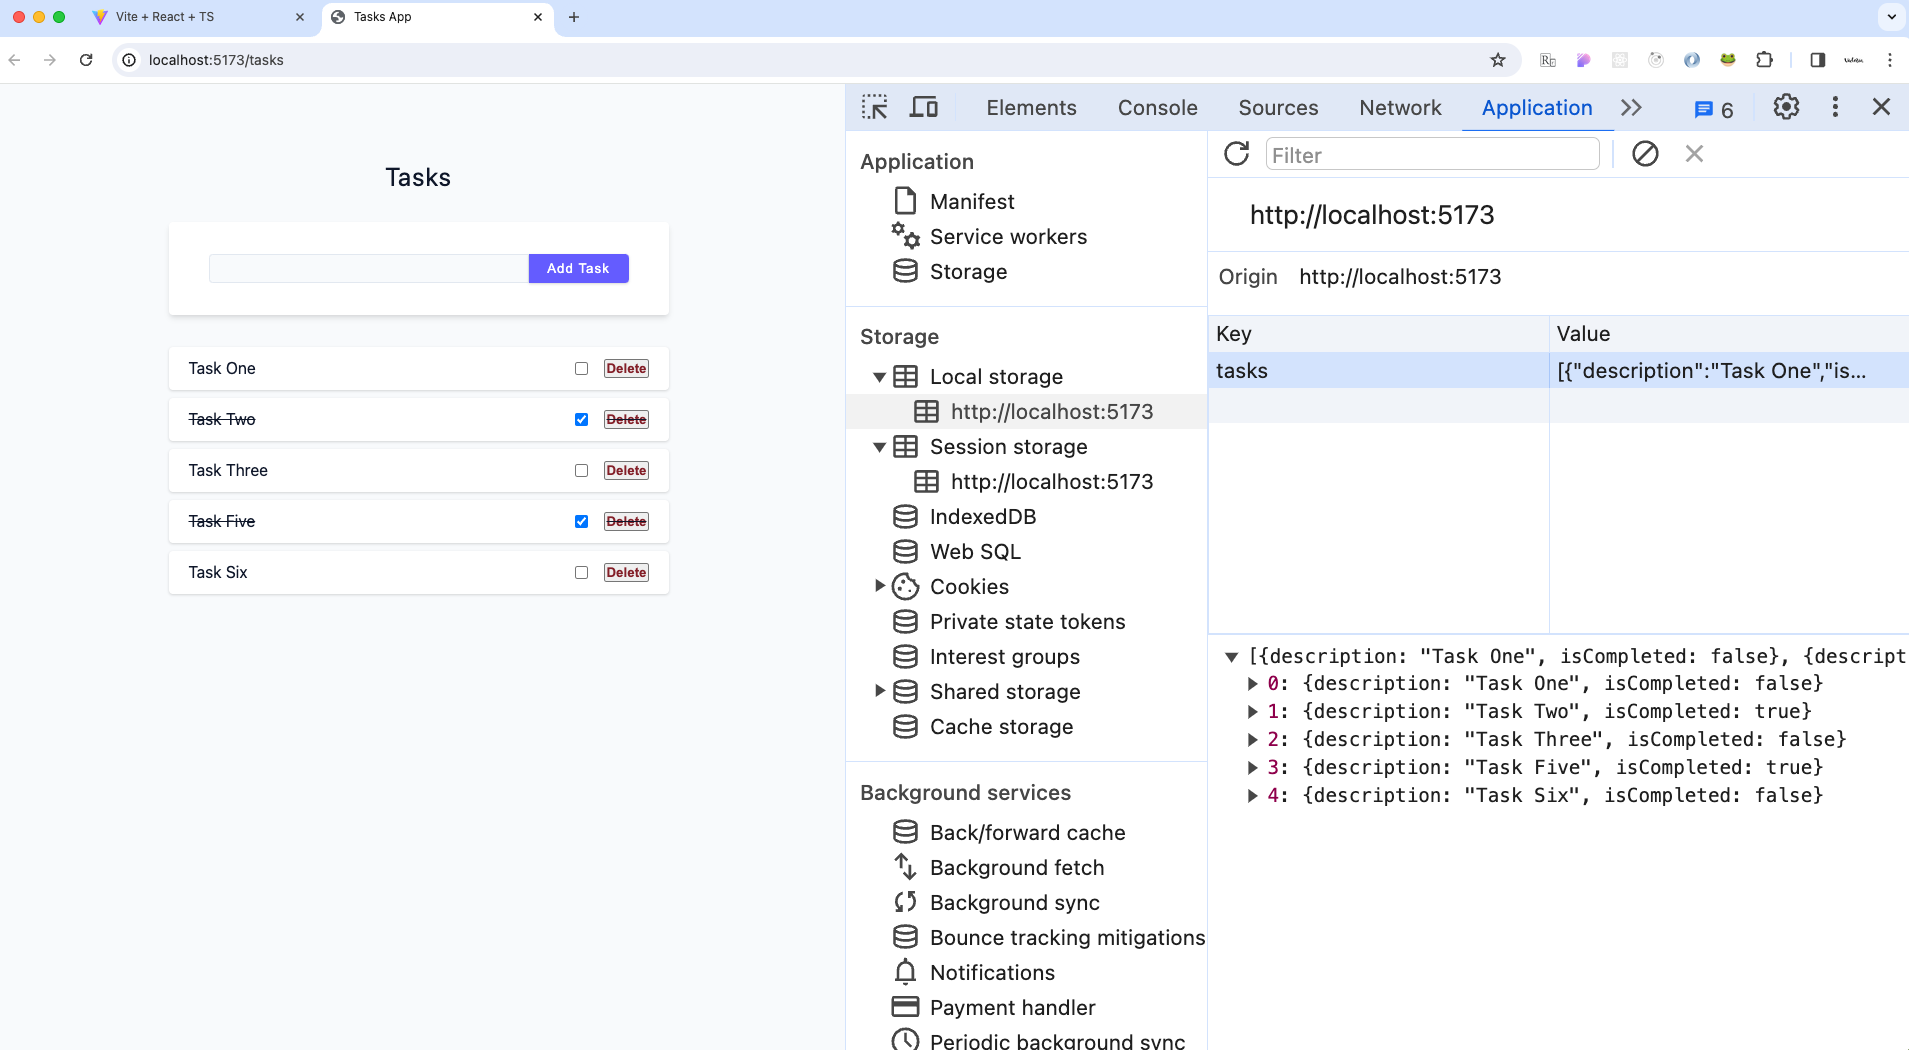 Vite + React + TS
Tasks App
localhost:5173/tasks
Tasks
Add Task
Task One Delete
Task Two Delete
Task Three Delete
Task Five Delete
Task Six Delete
Elements Console Sources Network Application 6
Application
Manifest
Service workers
Storage
Storage
Local storage
http://localhost:5173
Session storage
http://localhost:5173
IndexedDB
Web SQL
Cookies
Private state tokens
Interest groups
Shared storage
Cache storage
Background services
Back/forward cache
Background fetch
Background sync
Bounce tracking mitigations
Notifications
Payment handler
Periodic background sync
Filter
http://localhost:5173
Origin http://localhost:5173
Key Value
tasks [{"description":"Task One","is...
[{description: "Task One", isCompleted: false}, {descript
0: {description: "Task One", isCompleted: false}
1: {description: "Task Two", isCompleted: true}
2: {description: "Task Three", isCompleted: false}
3: {description: "Task Five", isCompleted: true}
4: {description: "Task Six", isCompleted: false}